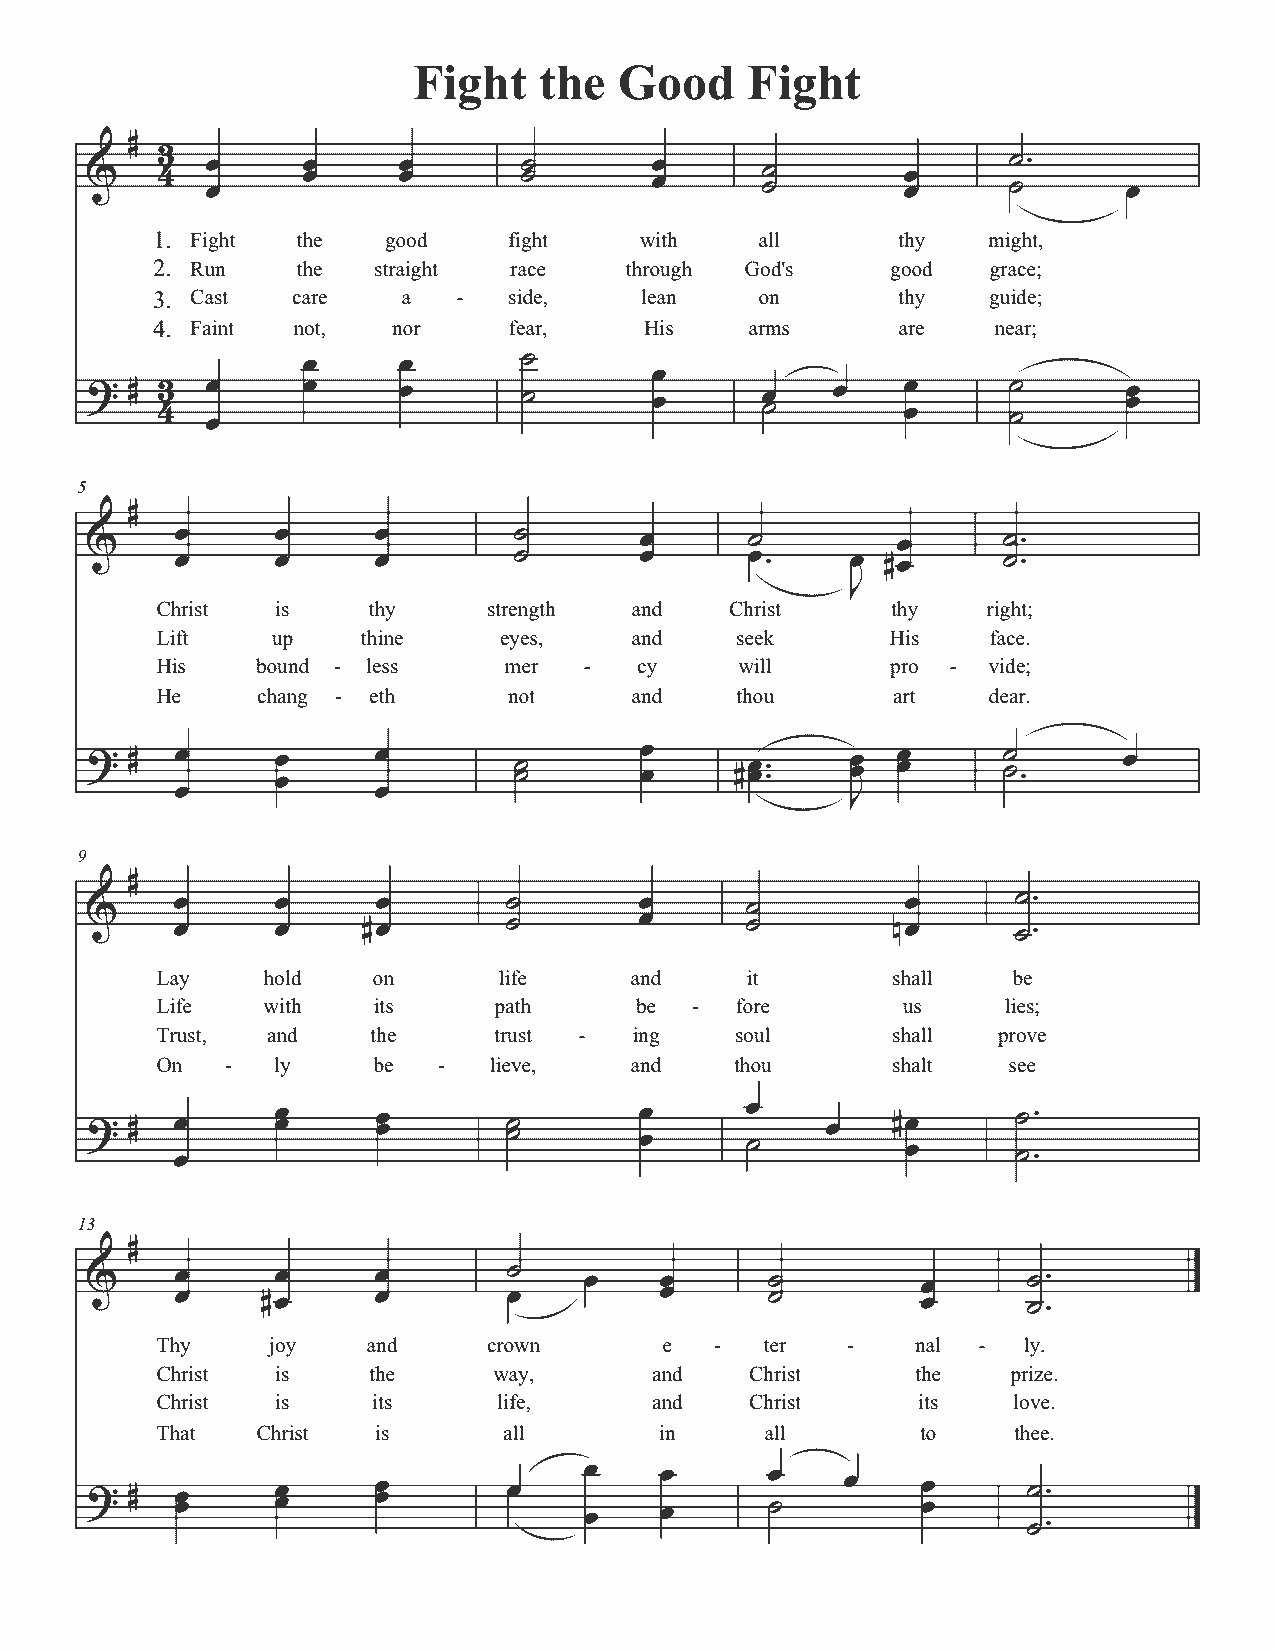 Fight the Good Fight
1. Fight the good fight with all thy might,
2. Run the straight race through God's good grace;
3. Cast care a - side, lean on thy guide;
4. Faint not, nor fear, His arms are near;
5
Christ is thy strength and Christ thy right;
Lift up thine eyes, and seek His face.
His bound - less mer - cy will pro - vide;
He chang - eth not and thou art dear.
9
Lay hold on life and it shall be
Life with its path be - fore us lies;
Trust, and the trust - ing soul shall prove
On - ly be - lieve, and thou shalt see
13
Thy joy and crown e - ter - nal - ly.
Christ is the way, and Christ the prize.
Christ is its life, and Christ its love.
That Christ is all in all to thee.